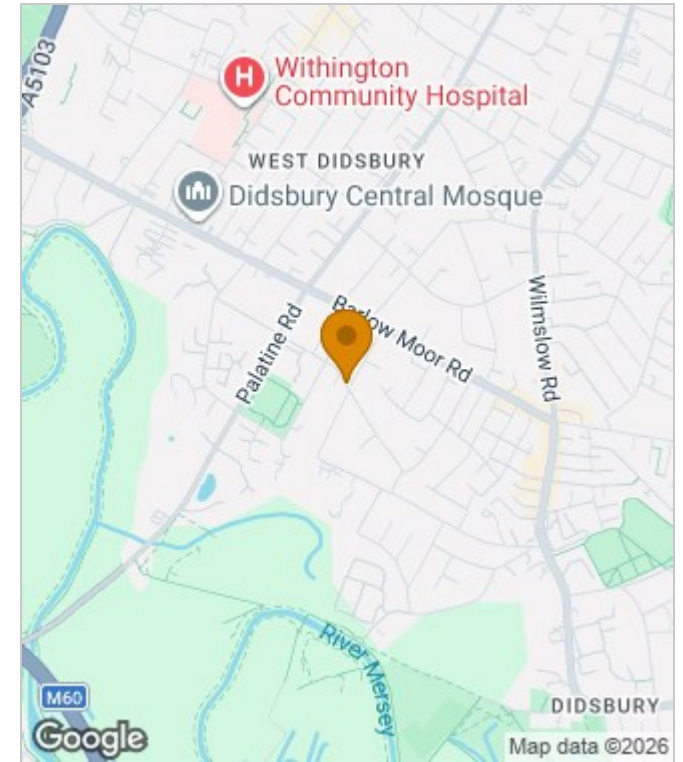 A5103
Withington
Community Hospital
WEST DIDSBURY
Didsbury Central Mosque
Barlow Moor Rd
Wilmslow Rd
Palatine Rd
River Mersey
M60
DIDSBURY
Google
Map data ©2026